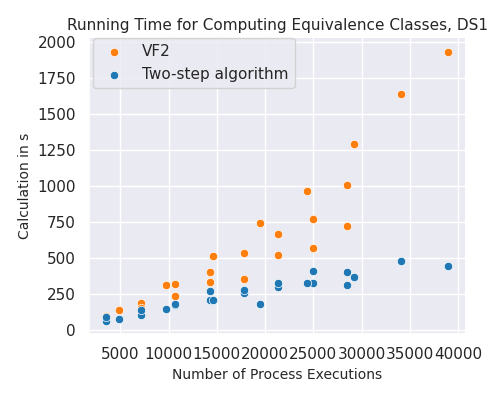 Running Time for Computing Equivalence Classes, DS1
VF2
Two-step algorithm
2000
1750
1500
1250
1000
750
500
250
0
Calculation in s
5000 10000 15000 20000 25000 30000 35000 40000
Number of Process Executions